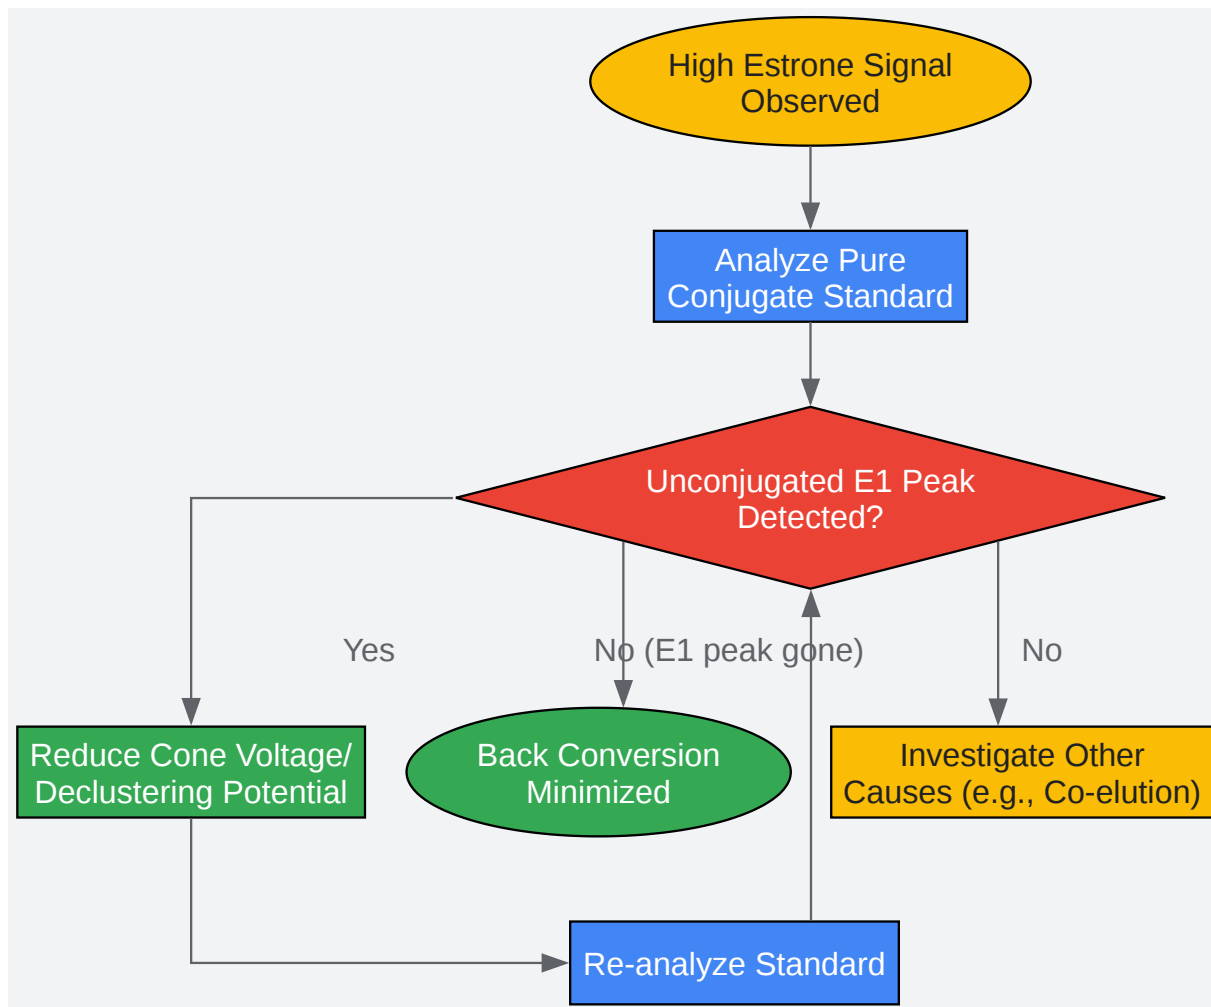 High Estrone Signal
Observed
Analyze Pure
Conjugate Standard
Unconjugated E1 Peak
Detected?
Yes
No (E1 peak gone)
No
Reduce Cone Voltage/
Declustering Potential
Back Conversion
Minimized
Investigate Other
Causes (e.g., Co-elution)
Re-analyze Standard